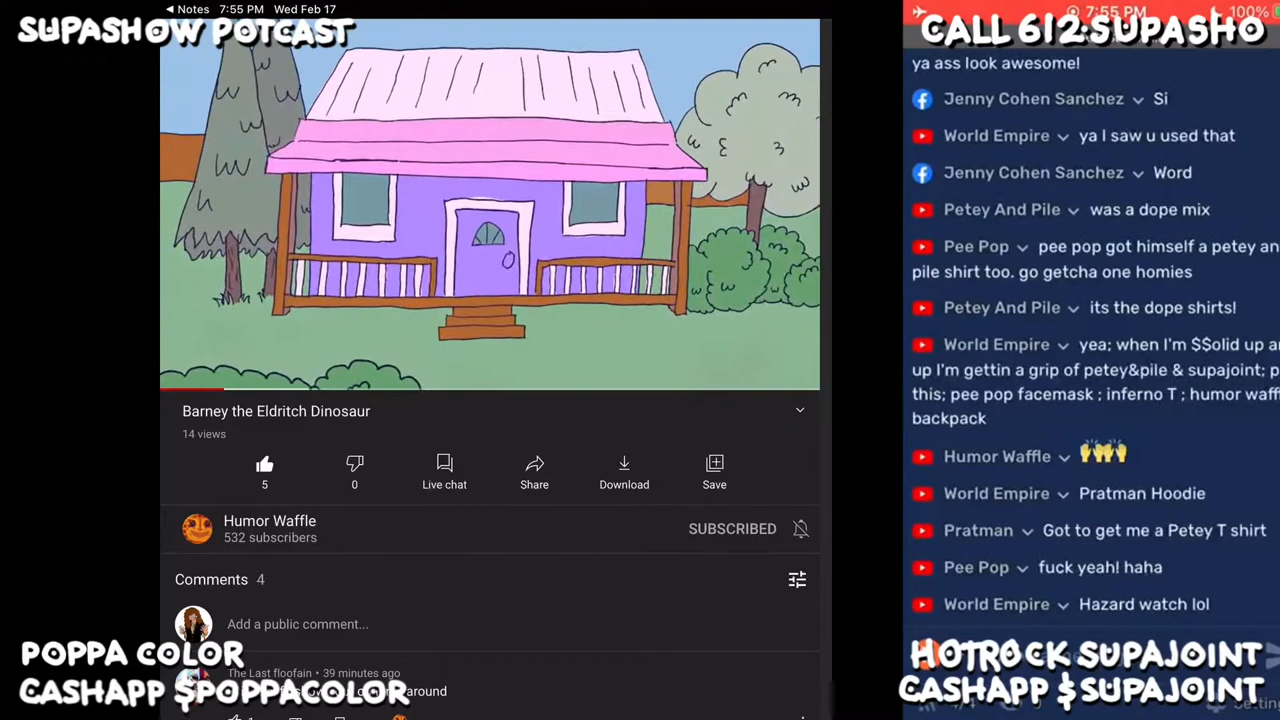 Notes 7:55 PM Wed Feb 17
SUPASHOW POTCAST
7:55 PM 100%
CALL 612-SUPASHO
ya ass look awesome!
Jenny Cohen Sanchez Si
World Empire ya I saw u used that
Jenny Cohen Sanchez Word
Petey And Pile was a dope mix
Pee Pop pee pop got himself a petey an
pile shirt too. go getcha one homies
Petey And Pile its the dope shirts!
World Empire yea; when I'm $$olid up a
up I'm gettin a grip of petey&pile & supajoint; p
this; pee pop facemask ; inferno T ; humor waff
backpack
Humor Waffle
World Empire Pratman Hoodie
Pratman Got to get me a Petey T shirt
Pee Pop fuck yeah! haha
World Empire Hazard watch lol
Barney the Eldritch Dinosaur
14 views
5
0
Live chat
Share
Download
Save
Humor Waffle
532 subscribers
SUBSCRIBED
Comments 4
Add a public comment...
The Last floofain • 39 minutes ago
around
POPPA COLOR
CASHAPP $POPPACOLOR
HOTROCK SUPAJOINT
CASHAPP $SUPAJOINT